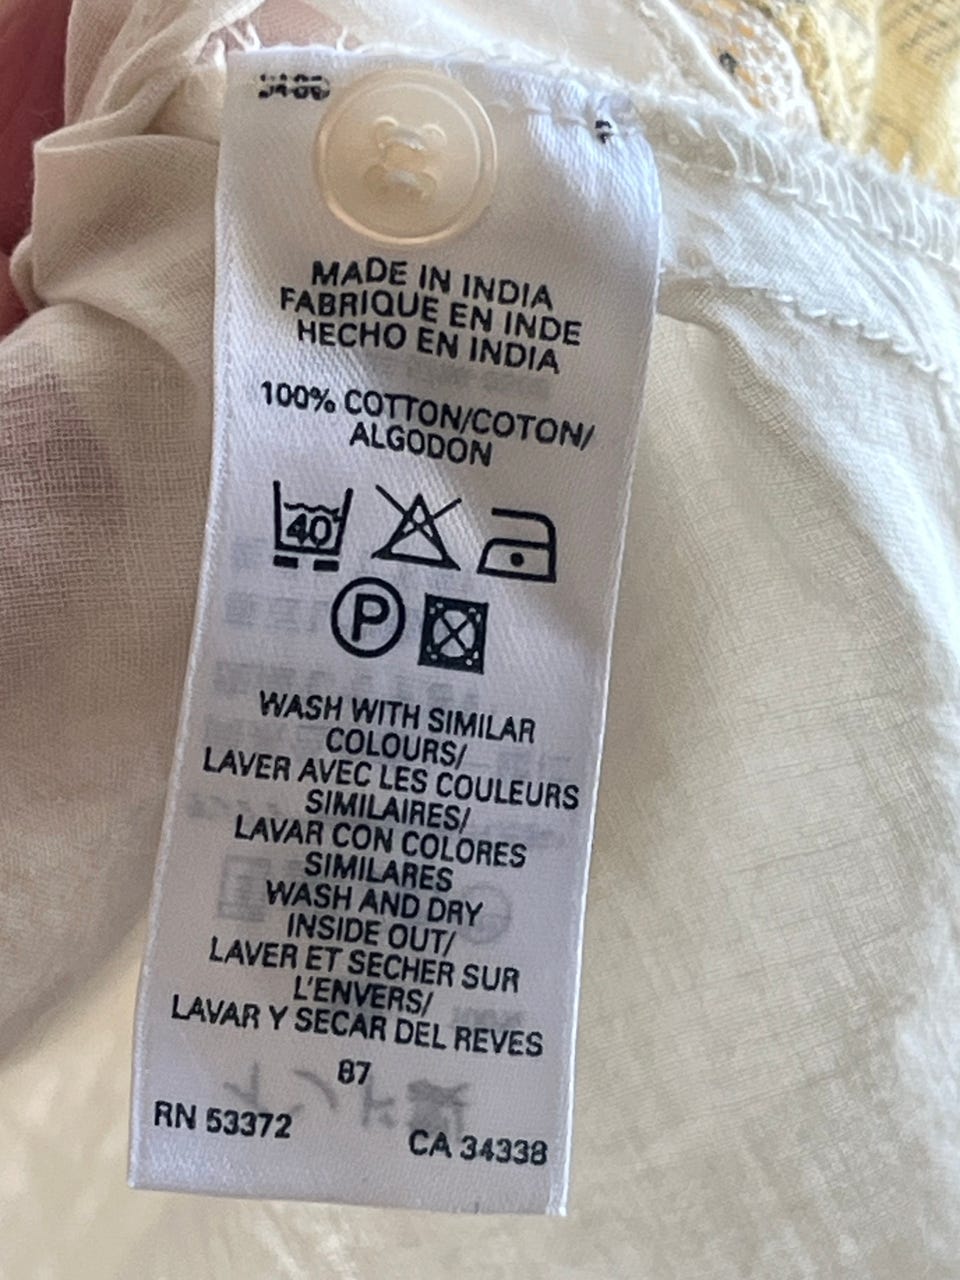 MADE IN INDIA
FABRIQUE EN INDE
HECHO EN INDIA
100% COTTON/COTON/
ALGODON
40
P
WASH WITH SIMILAR
COLOURS/
LAVER AVEC LES COULEURS
SIMILAIRES/
LAVAR CON COLORES
SIMILARES
WASH AND DRY
INSIDE OUT/
LAVER ET SECHER SUR
L'ENVERS/
LAVAR Y SECAR DEL REVES
87
RN 53372
CA 34338